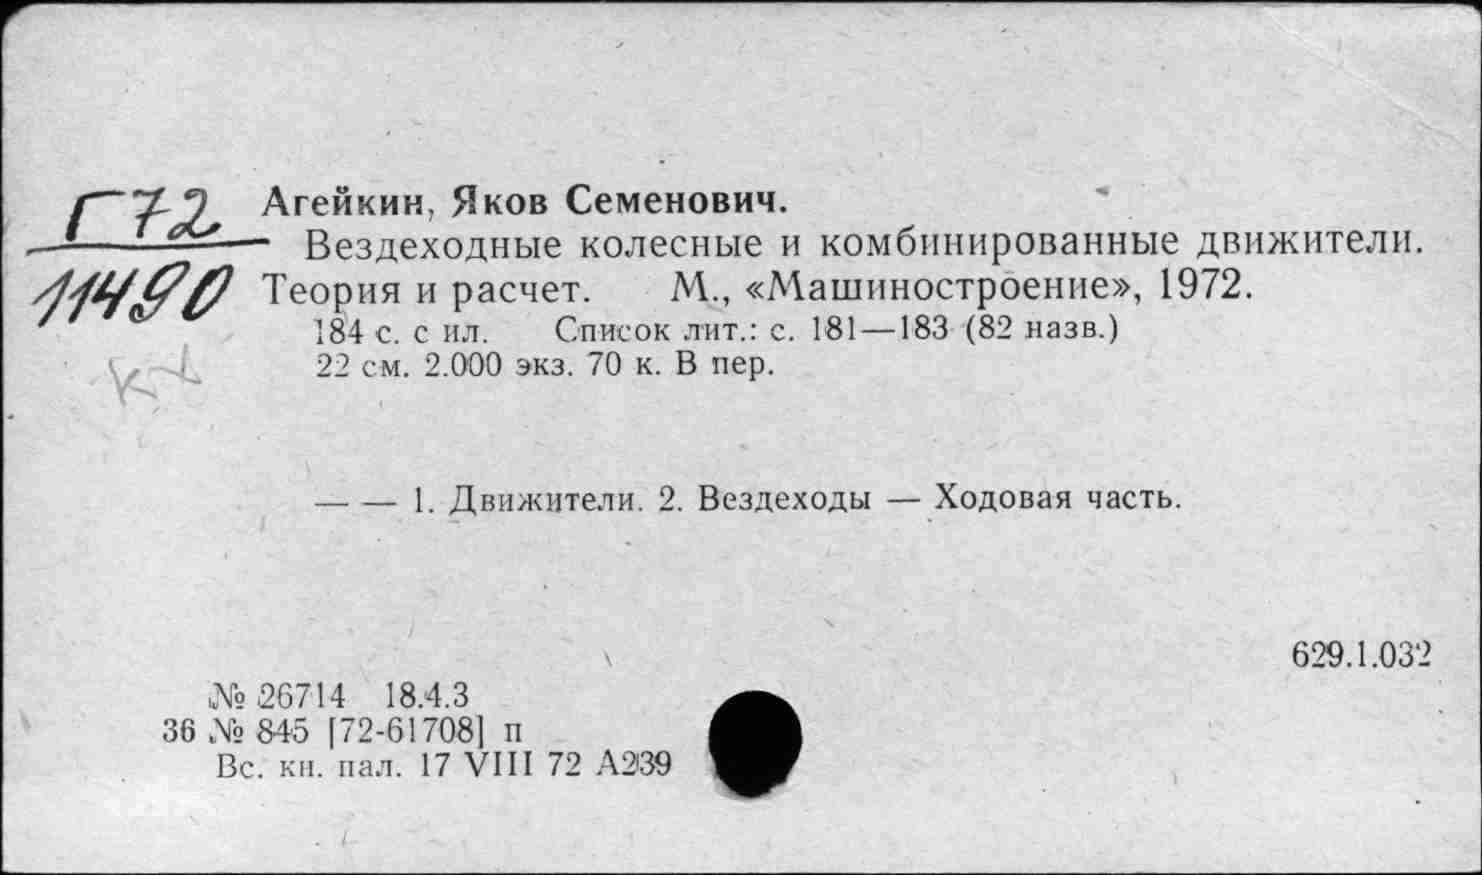 Г72
11490
Агейкин, Яков Семенович.
Вездеходные колесные и комбинированные движители.
Теория и расчет. М., «Машиностроение», 1972.
184 с. с ил. Список лит.: с. 181—183 (82 назв.)
22 см. 2.000 экз. 70 к. В пер.
— — 1. Движители. 2. Вездеходы — Ходовая часть.
629.1.032
№ 26714 18.4.3
36 № 845 [72-61708] п
Вс. кн. пал. 17 VIII 72 А239